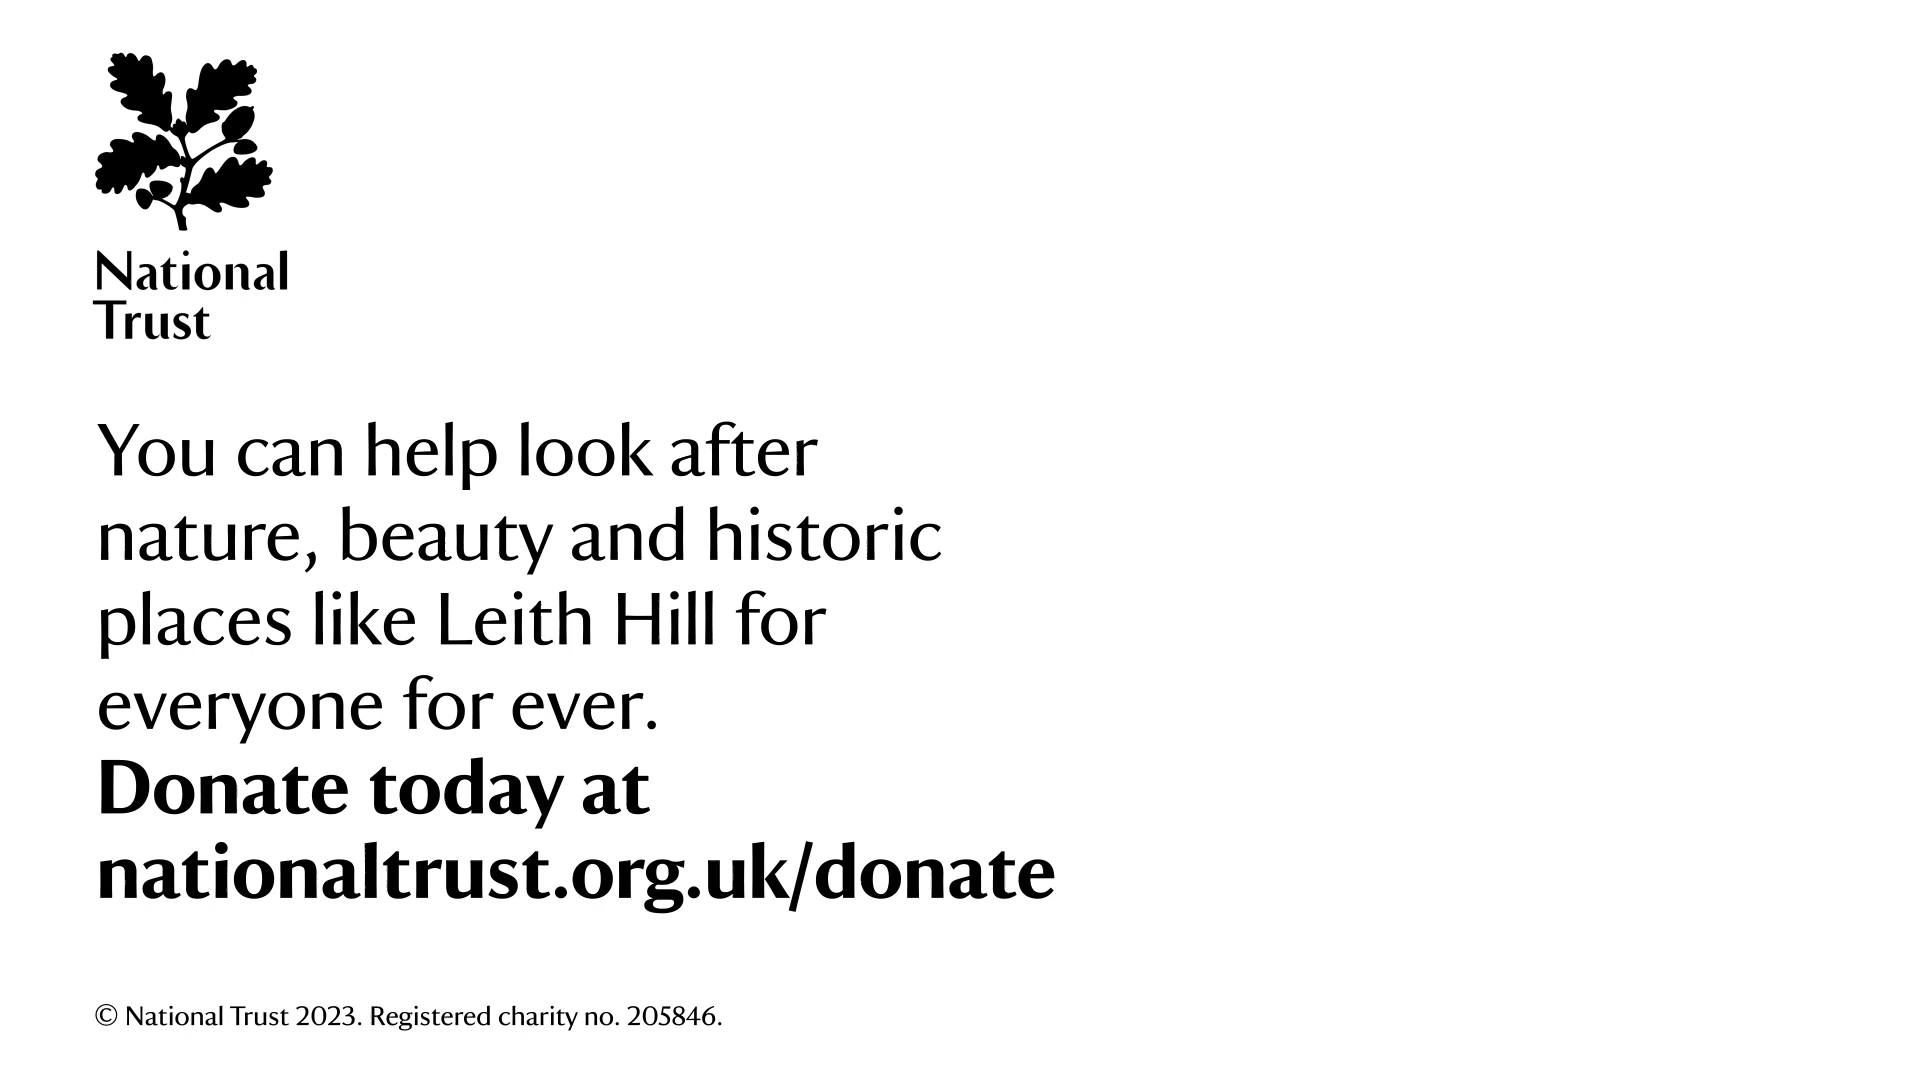 National
Trust
You can help look after
nature, beauty and historic
places like Leith Hill for
everyone for ever.
Donate today at
nationaltrust.org.uk/donate
© National Trust 2023. Registered charity no. 205846.